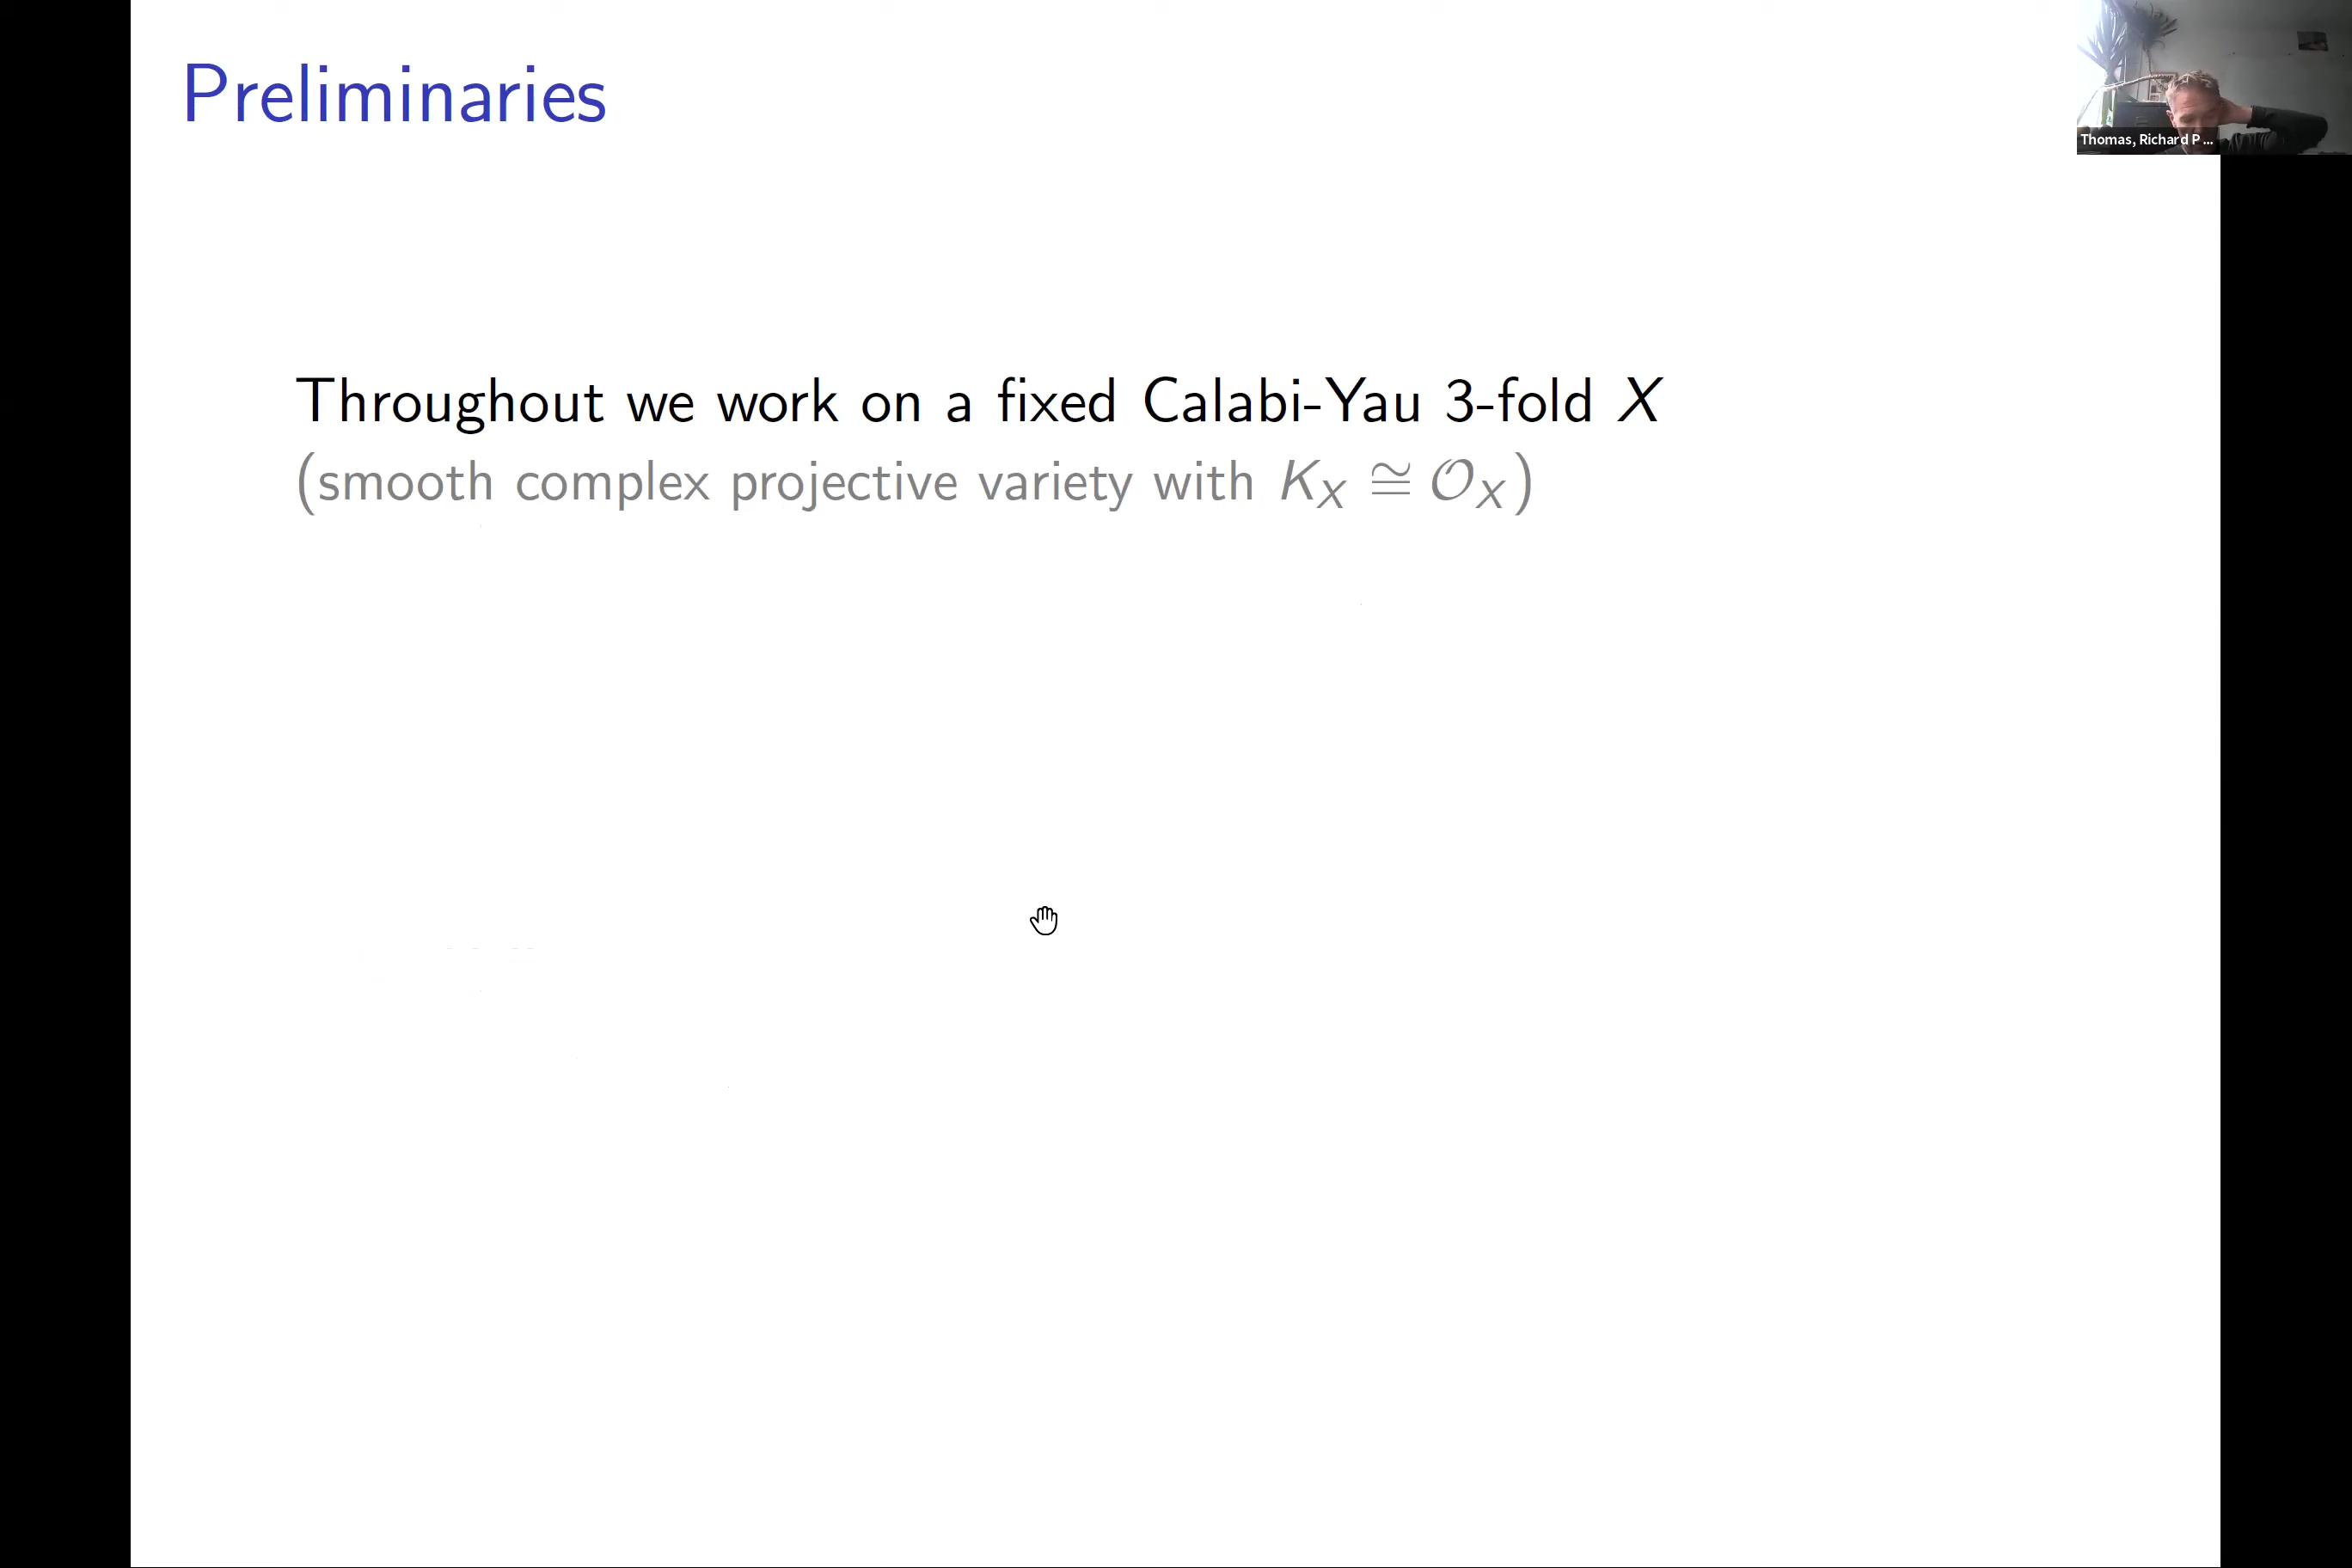 Preliminaries
Thomas, Richard P ...
Throughout we work on a fixed Calabi-Yau 3-fold X
(smooth complex projective variety with K_X ≅ 𝒪_X)